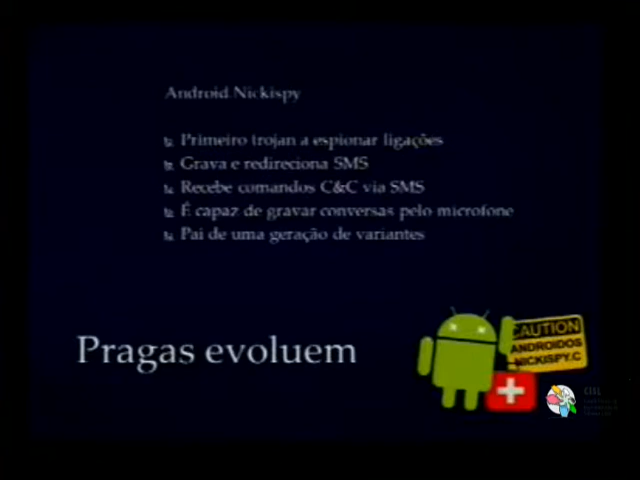 Android Nickispy
Primeiro trojan a espionar ligações
Grava e redireciona SMS
Recebe comandos C&C via SMS
É capaz de gravar conversas pelo microfone
Pai de uma geração de variantes
Pragas evoluem
CAUTION
ANDROIDOS
NICKISPY.C